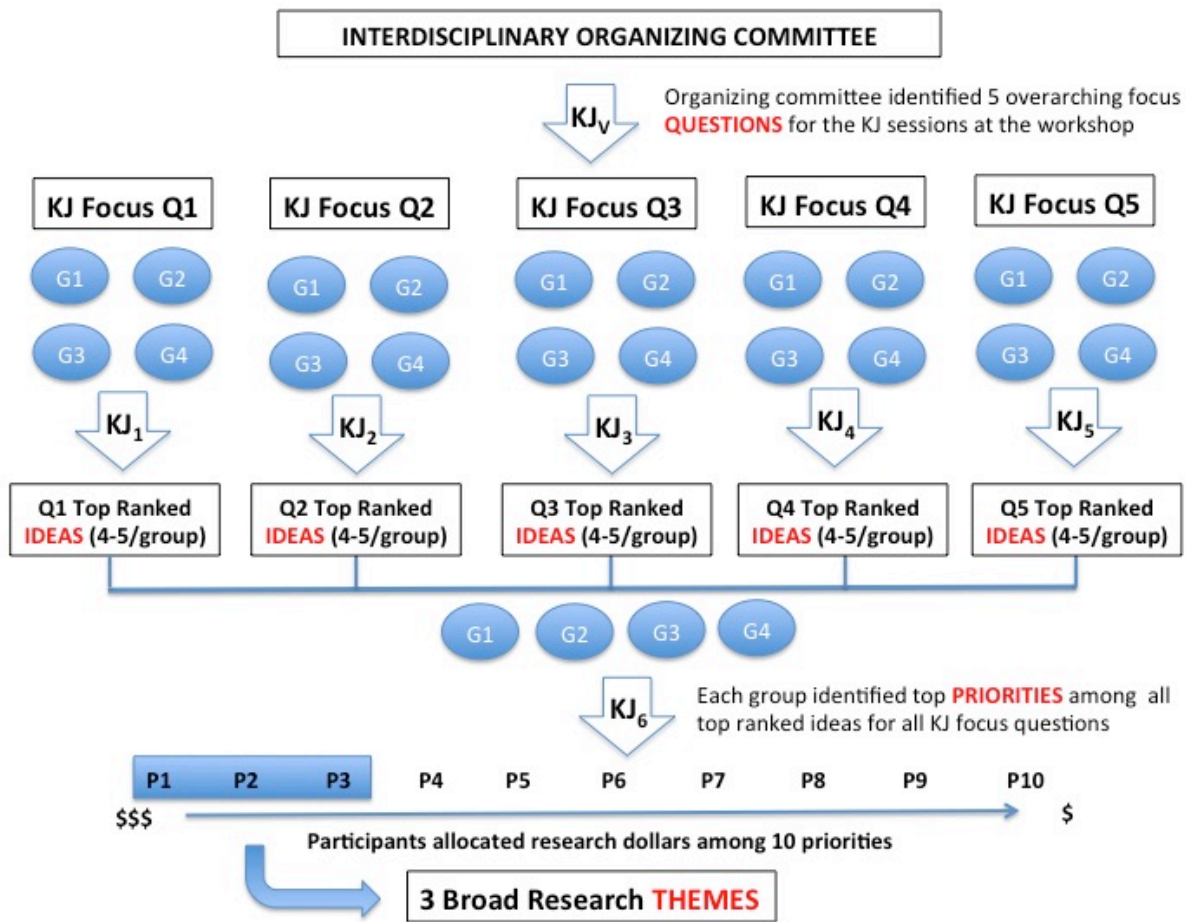 INTERDISCIPLINARY ORGANIZING COMMITTEE
KJV
Organizing committee identified 5 overarching focus
QUESTIONS for the KJ sessions at the workshop
KJ Focus Q1
KJ Focus Q2
KJ Focus Q3
KJ Focus Q4
KJ Focus Q5
G1 G2
G3 G4
G1 G2
G3 G4
G1 G2
G3 G4
G1 G2
G3 G4
G1 G2
G3 G4
KJ1
KJ2
KJ3
KJ4
KJ5
Q1 Top Ranked
IDEAS (4-5/group)
Q2 Top Ranked
IDEAS (4-5/group)
Q3 Top Ranked
IDEAS (4-5/group)
Q4 Top Ranked
IDEAS (4-5/group)
Q5 Top Ranked
IDEAS (4-5/group)
G1 G2 G3 G4
KJ6
Each group identified top PRIORITIES among all
top ranked ideas for all KJ focus questions
P1 P2 P3 P4 P5 P6 P7 P8 P9 P10
$$$ $
Participants allocated research dollars among 10 priorities
3 Broad Research THEMES